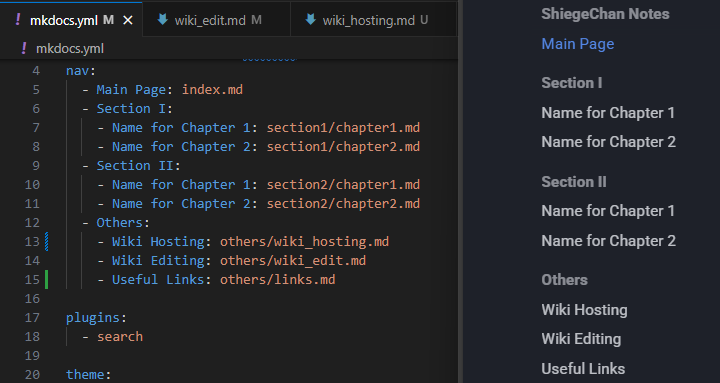 ! mkdocs.yml M × wiki_edit.md M wiki_hosting.md U
! mkdocs.yml
4 nav:
5 - Main Page: index.md
6 - Section I:
7 - Name for Chapter 1: section1/chapter1.md
8 - Name for Chapter 2: section1/chapter2.md
9 - Section II:
10 - Name for Chapter 1: section2/chapter1.md
11 - Name for Chapter 2: section2/chapter2.md
12 - Others:
13 - Wiki Hosting: others/wiki_hosting.md
14 - Wiki Editing: others/wiki_edit.md
15 - Useful Links: others/links.md
16
17 plugins:
18 - search
19
20 theme:
ShiegeChan Notes
Main Page
Section I
Name for Chapter 1
Name for Chapter 2
Section II
Name for Chapter 1
Name for Chapter 2
Others
Wiki Hosting
Wiki Editing
Useful Links